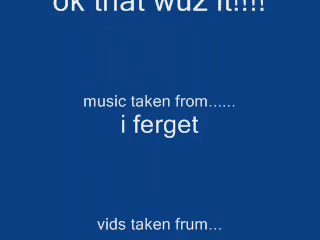 ok that wuz it!!!!
music taken from......
i ferget
vids taken frum...